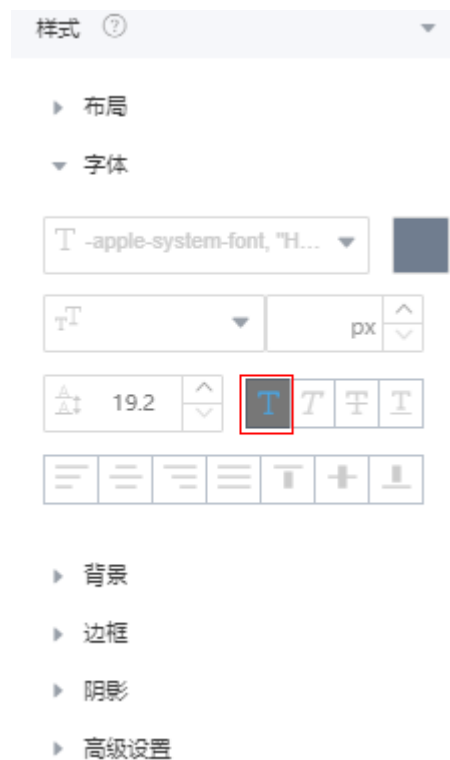 样式 ?
布局
字体
T -apple-system-font, "H...
TT px
A A 19.2 T T T T
背景
边框
阴影
高级设置